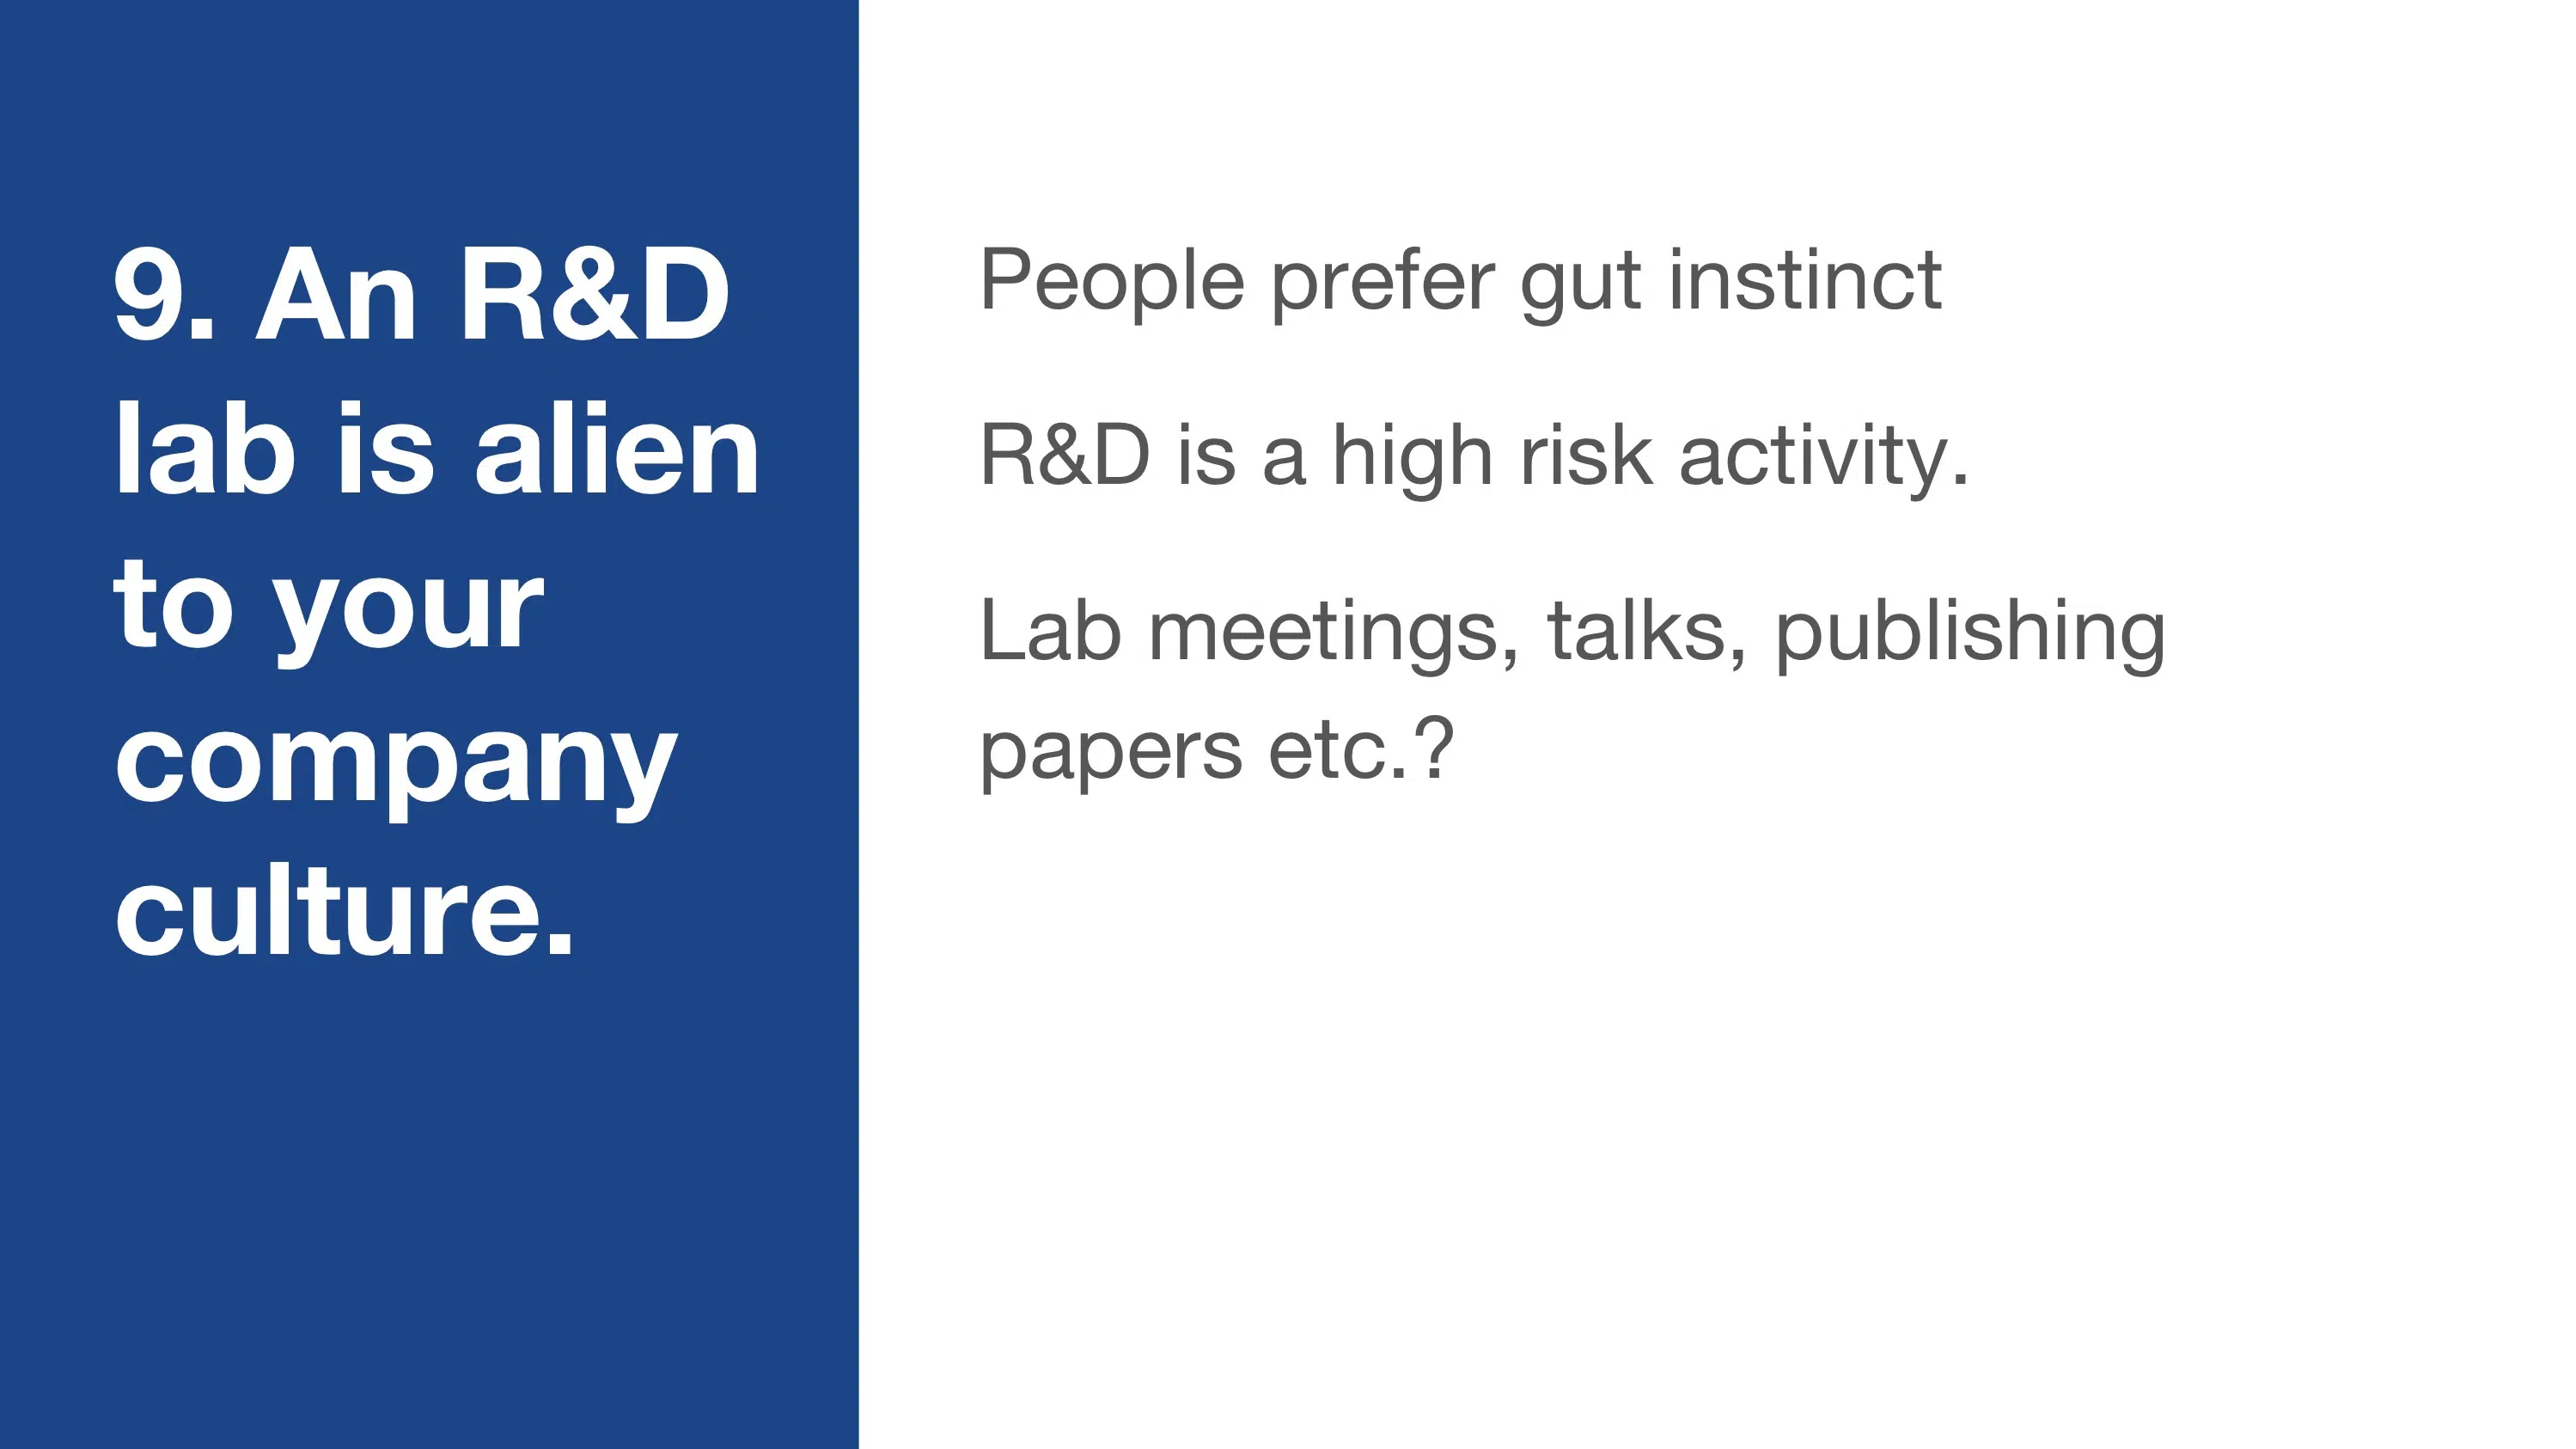 9. An R&D
lab is alien
to your
company
culture.
People prefer gut instinct
R&D is a high risk activity.
Lab meetings, talks, publishing
papers etc.?